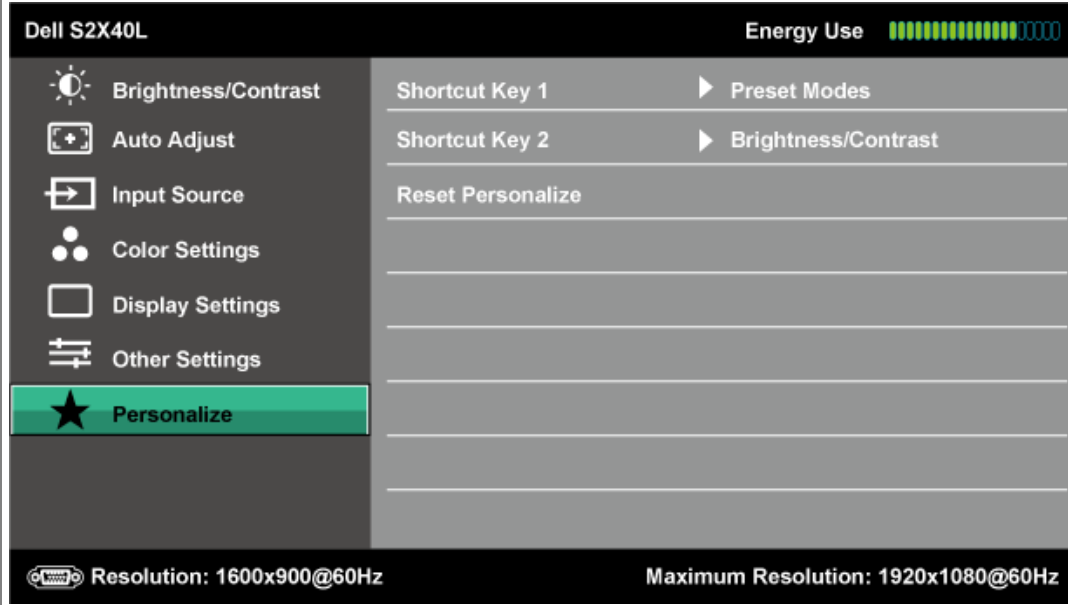 Dell S2X40L Energy Use
Brightness/Contrast Shortcut Key 1 Preset Modes
Auto Adjust Shortcut Key 2 Brightness/Contrast
Input Source Reset Personalize
Color Settings
Display Settings
Other Settings
Personalize
Resolution: 1600x900@60Hz Maximum Resolution: 1920x1080@60Hz